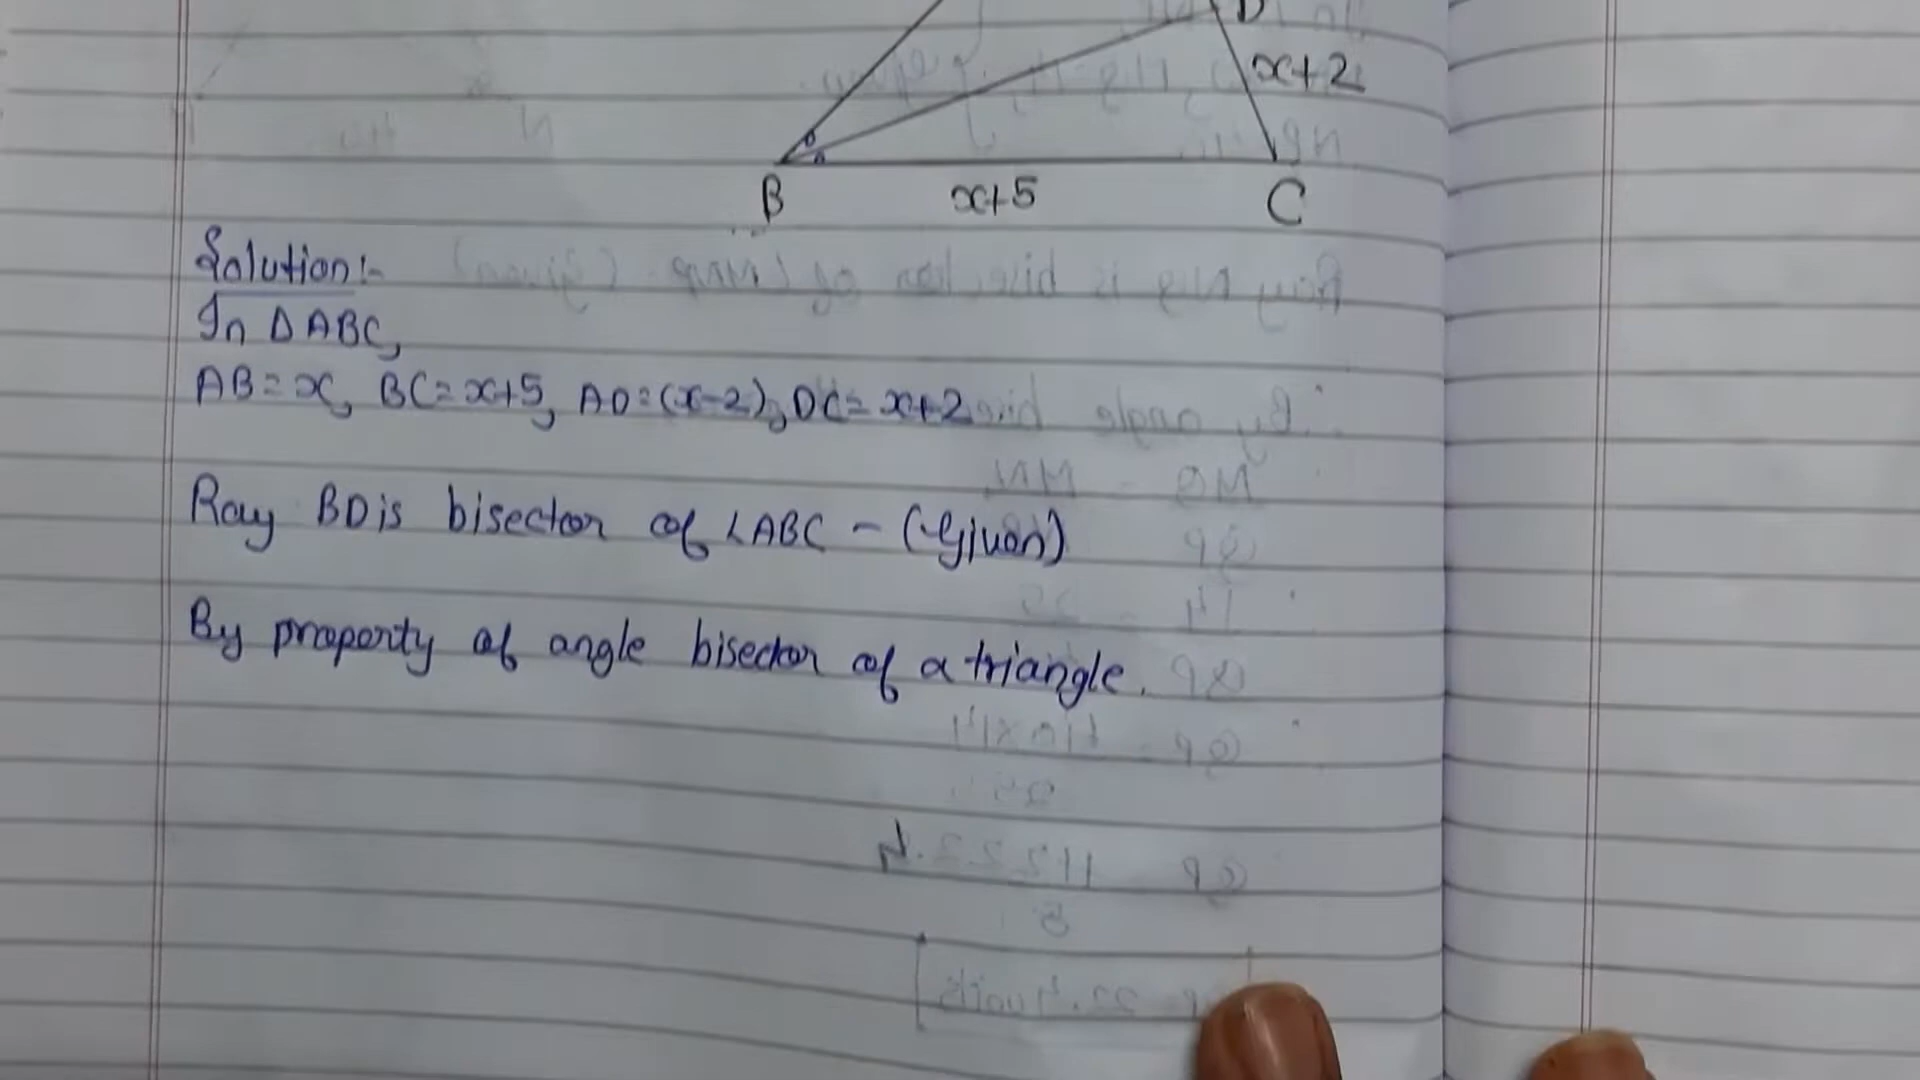 D
x+2
B x+5 C
Solution:-
In ΔABC,
AB=x, BC=x+5, AD=(x-2), DC=x+2
Ray BD is bisector of ∠ABC - (Given)
By property of angle bisector of a triangle.